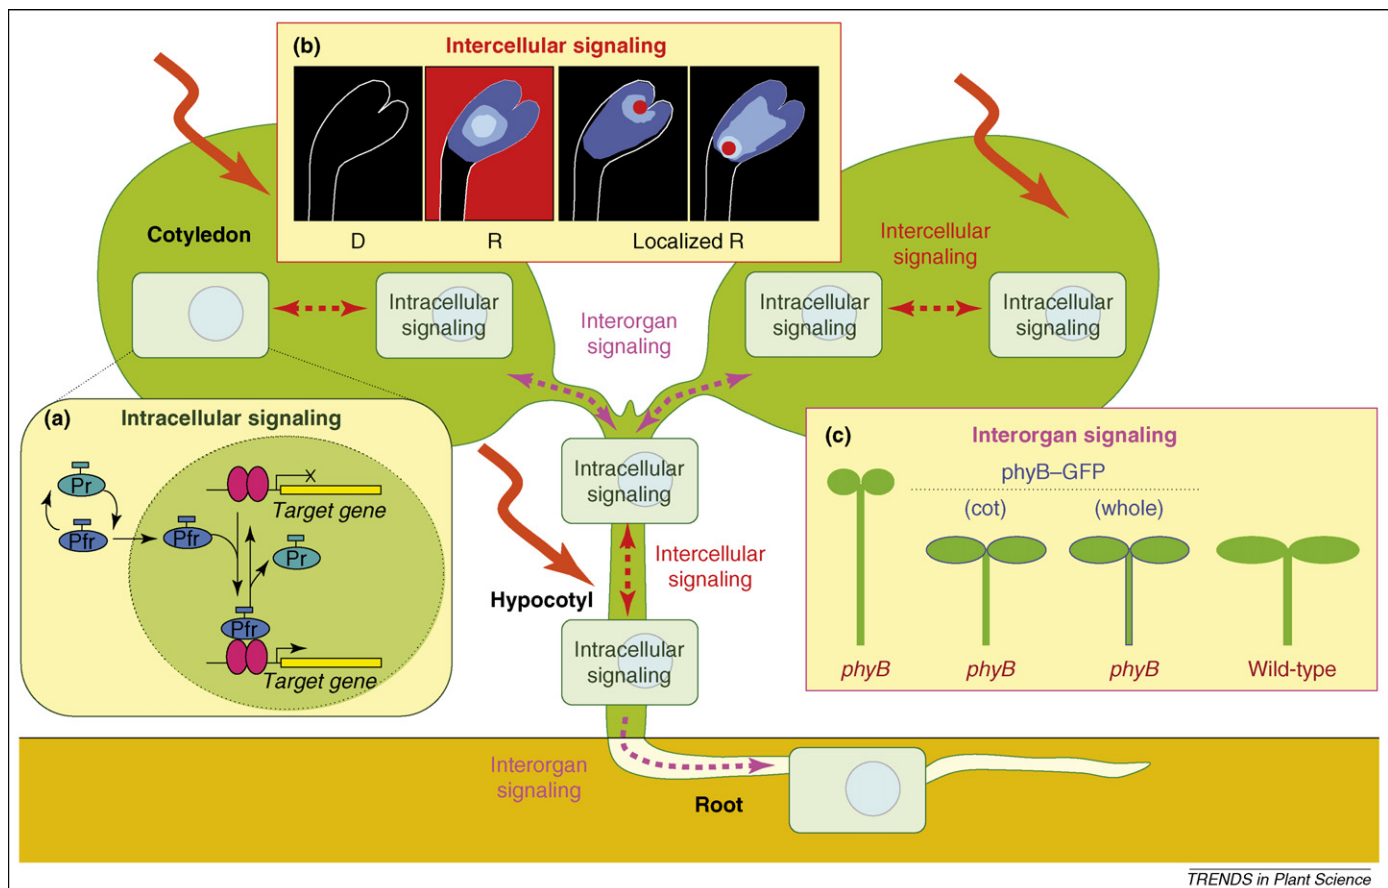 (b) Intercellular signaling
D R Localized R
Cotyledon
Intercellular
signaling
Intracellular
signaling
Intracellular
signaling
Intracellular
signaling
Interorgan
signaling
(a) Intracellular signaling
Pr
Pfr
Pfr
Pr
Pfr
X
Target gene
Target gene
Intracellular
signaling
Intercellular
signaling
Hypocotyl
Intracellular
signaling
(c) Interorgan signaling
phyB–GFP
(cot) (whole)
phyB phyB phyB Wild-type
Interorgan
signaling
Root
TRENDS in Plant Science